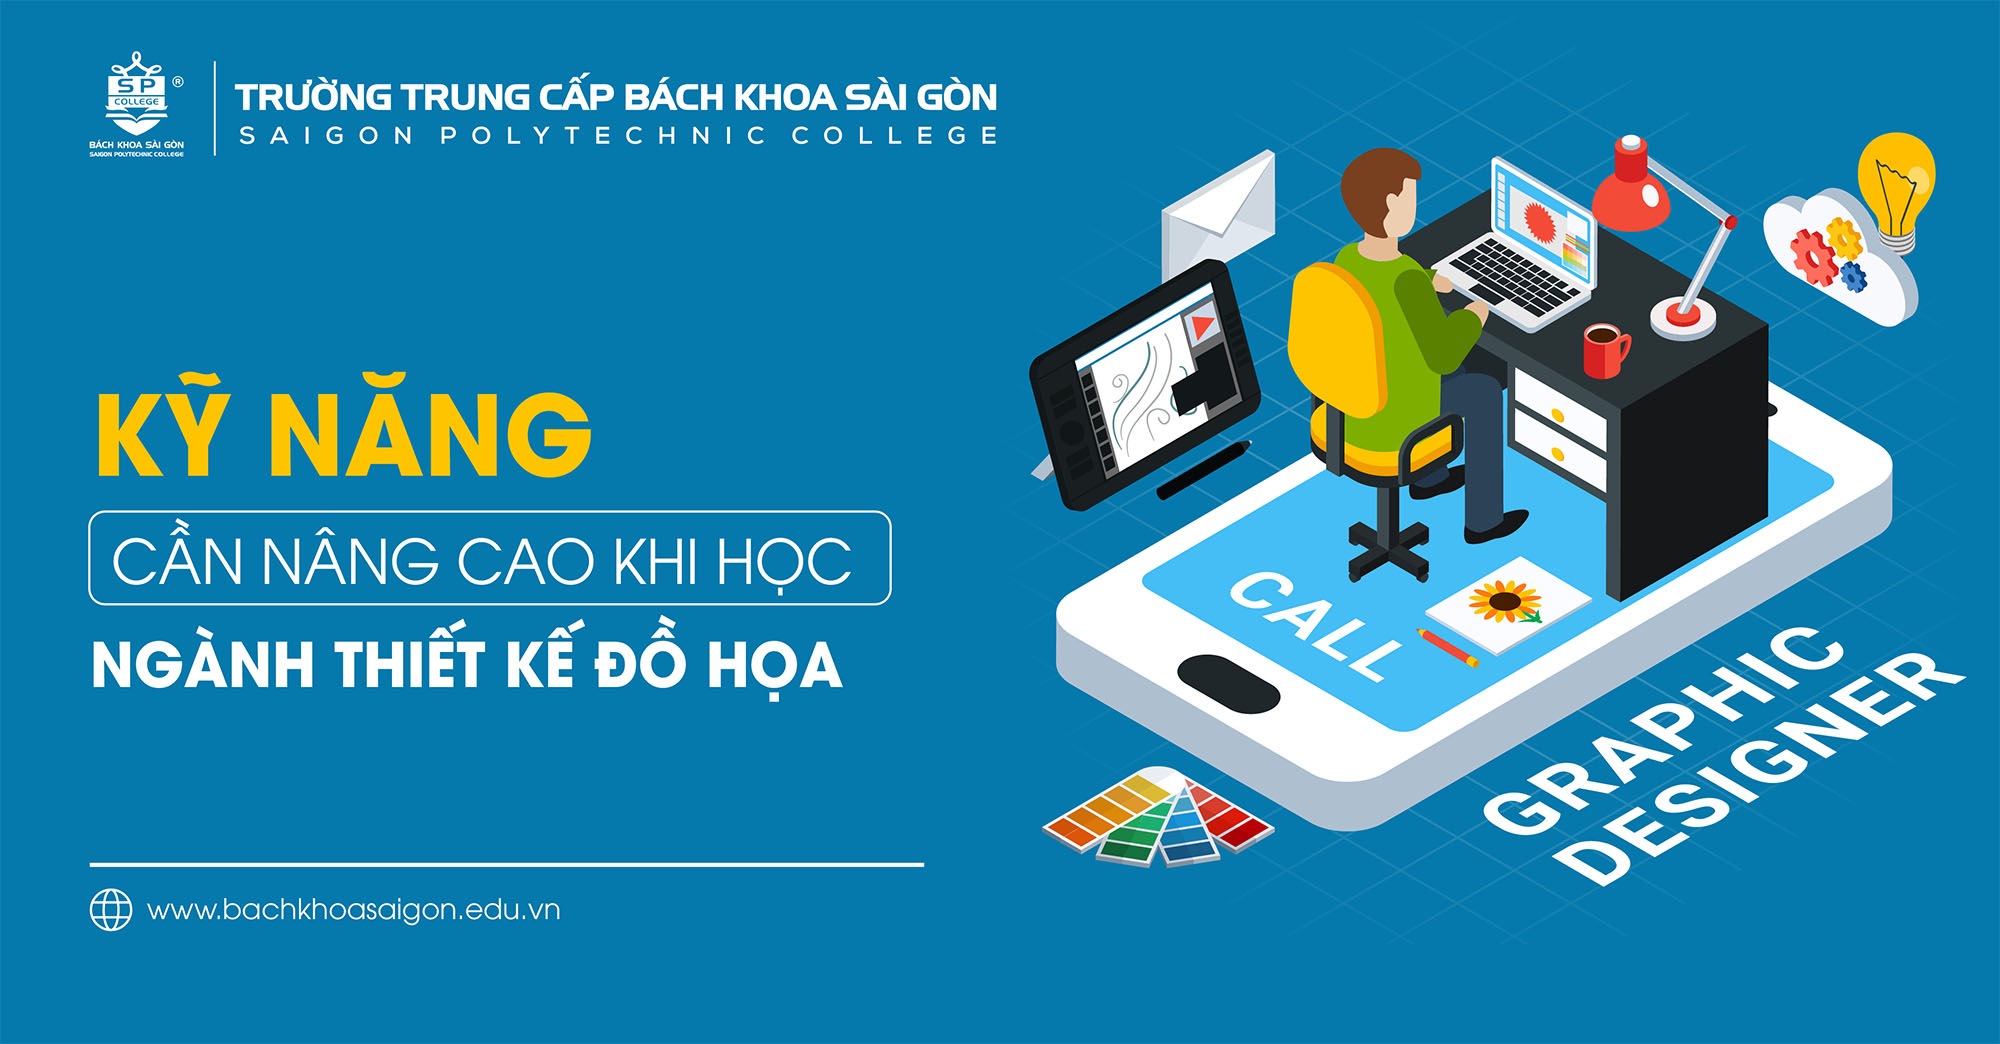 SP
COLLEGE
®
BÁCH KHOA SÀI GÒN
SAIGON POLYTECHNIC COLLEGE
TRƯỜNG TRUNG CẤP BÁCH KHOA SÀI GÒN
SAIGON POLYTECHNIC COLLEGE
KỸ NĂNG
CẦN NÂNG CAO KHI HỌC
NGÀNH THIẾT KẾ ĐỒ HỌA
www.bachkhoasaigon.edu.vn
CALL
GRAPHIC
DESIGNER